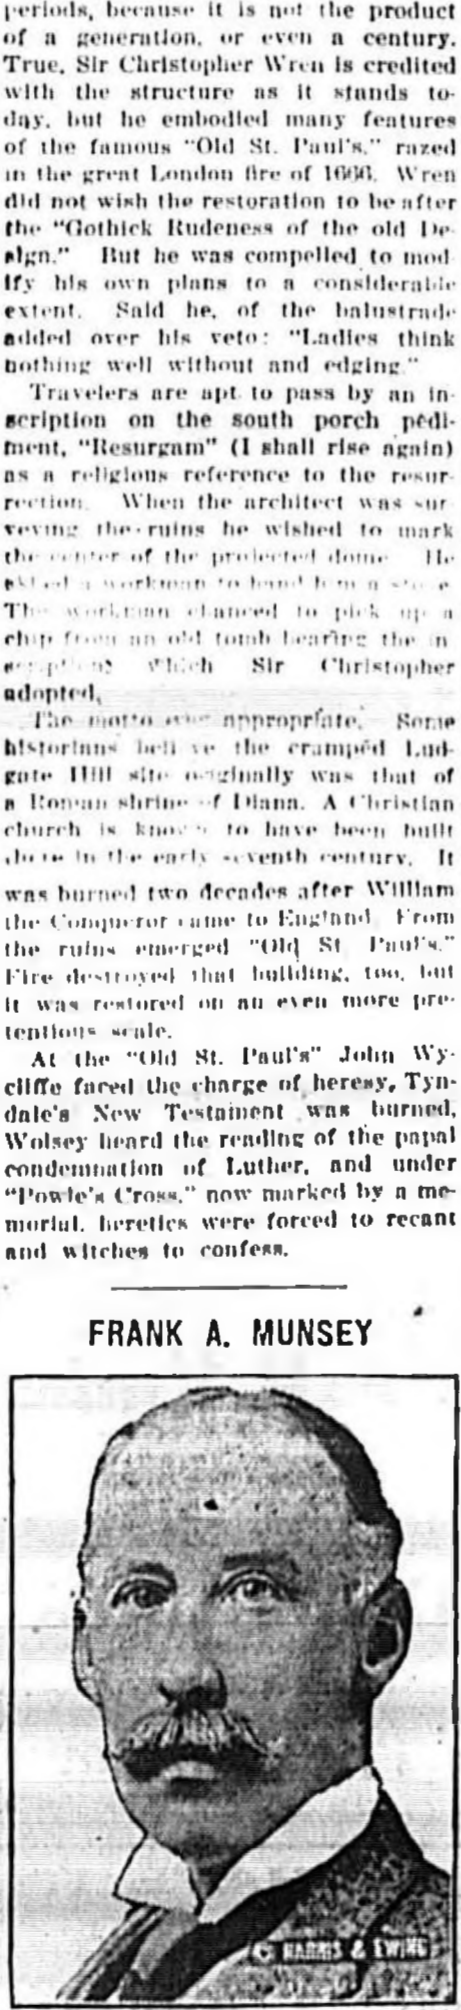 periods, because it is not the product
of a generation, or even a century.
True, Sir Christopher Wren is credited
with the structure as it stands to-
day, but he embodied many features
of the famous "Old St. Paul's," razed
in the great London fire of 1666. Wren
did not wish the restoration to be after
the "Gothick Rudeness of the old De
sign." But he was compelled to mod
ify his own plans to a considerable
extent. Said he, of the balustrade
added over his veto: "Ladies think
nothing well without and edging."
Travelers are apt to pass by an in-
scription on the south porch pedi-
ment, "Resurgam" (I shall rise again)
as a religious reference to the resur-
rection. When the architect was sur
veying the ruins he wished to mark
the center of the projected dome. He
asked a workman to hand him a stone
The workman chanced to pick up a
chip from an old tomb bearing the in
scription which Sir Christopher
adopted,
The motto was appropriate. Some
historians believe the cramped Lud-
gate Hill site originally was that of
a Roman shrine of Diana. A Christian
church is known to have been built
there in the early seventh century. It
was burned two decades after William
the Conqueror came to England. From
the ruins emerged "Old St. Paul's."
Fire destroyed that building, too, but
it was restored on an even more pre-
tentious scale.
At the "Old St. Paul's" John Wy-
cliffe faced the charge of heresy, Tyn-
dale's New Testament was burned,
Wolsey heard the reading of the papal
condemnation of Luther, and under
"Powle's Cross," now marked by a me-
morial, heretics were forced to recant
and witches to confess.
FRANK A. MUNSEY
© HARRIS & EWING